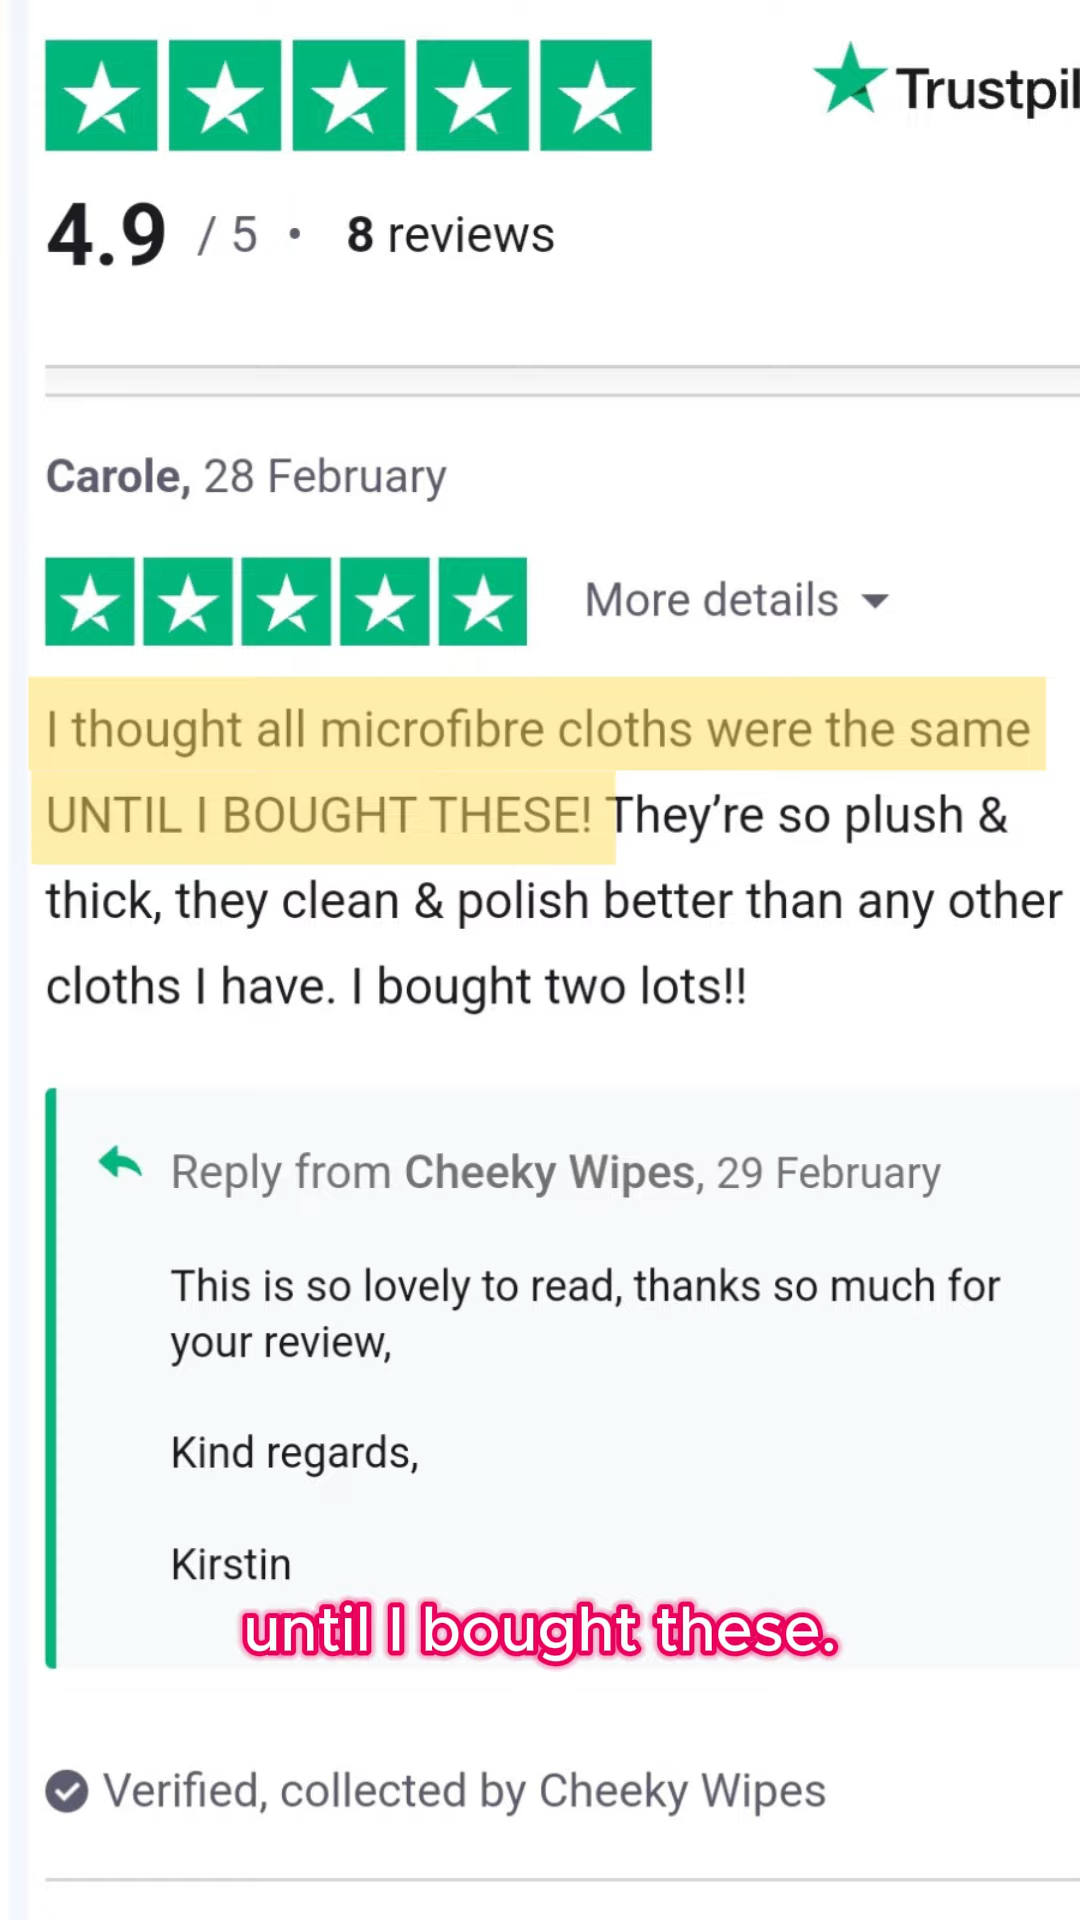 Trustpil
4.9 / 5 • 8 reviews
Carole, 28 February
More details
I thought all microfibre cloths were the same
UNTIL I BOUGHT THESE! They’re so plush &
thick, they clean & polish better than any other
cloths I have. I bought two lots!!
Reply from Cheeky Wipes, 29 February
This is so lovely to read, thanks so much for
your review,
Kind regards,
Kirstin
until I bought these.
Verified, collected by Cheeky Wipes